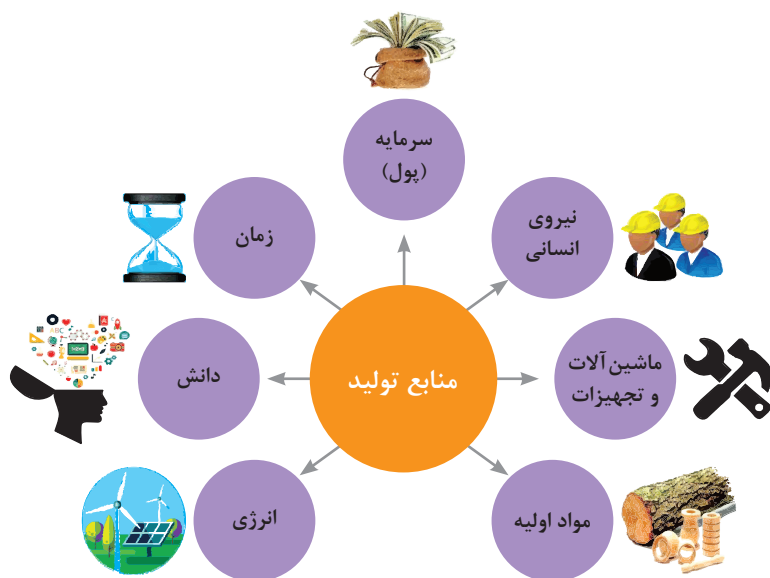 سرمایه
(پول)
نیروی
انسانی
زمان
ماشین‌آلات
و تجهیزات
منابع تولید
دانش
مواد اولیه
انرژی